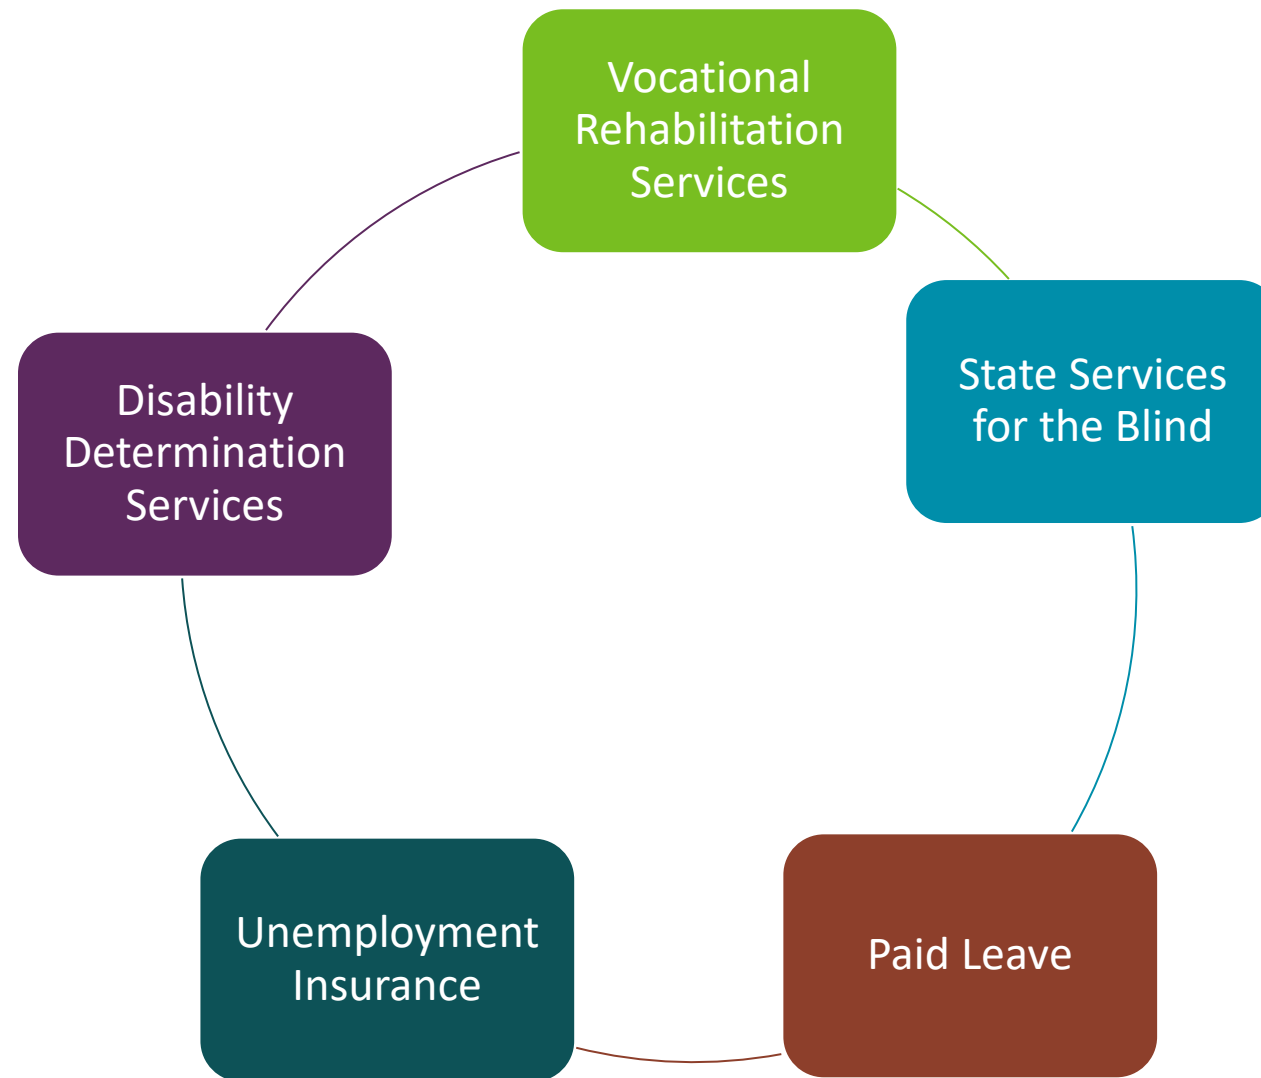 Vocational
Rehabilitation
Services
State Services
for the Blind
Paid Leave
Unemployment
Insurance
Disability
Determination
Services